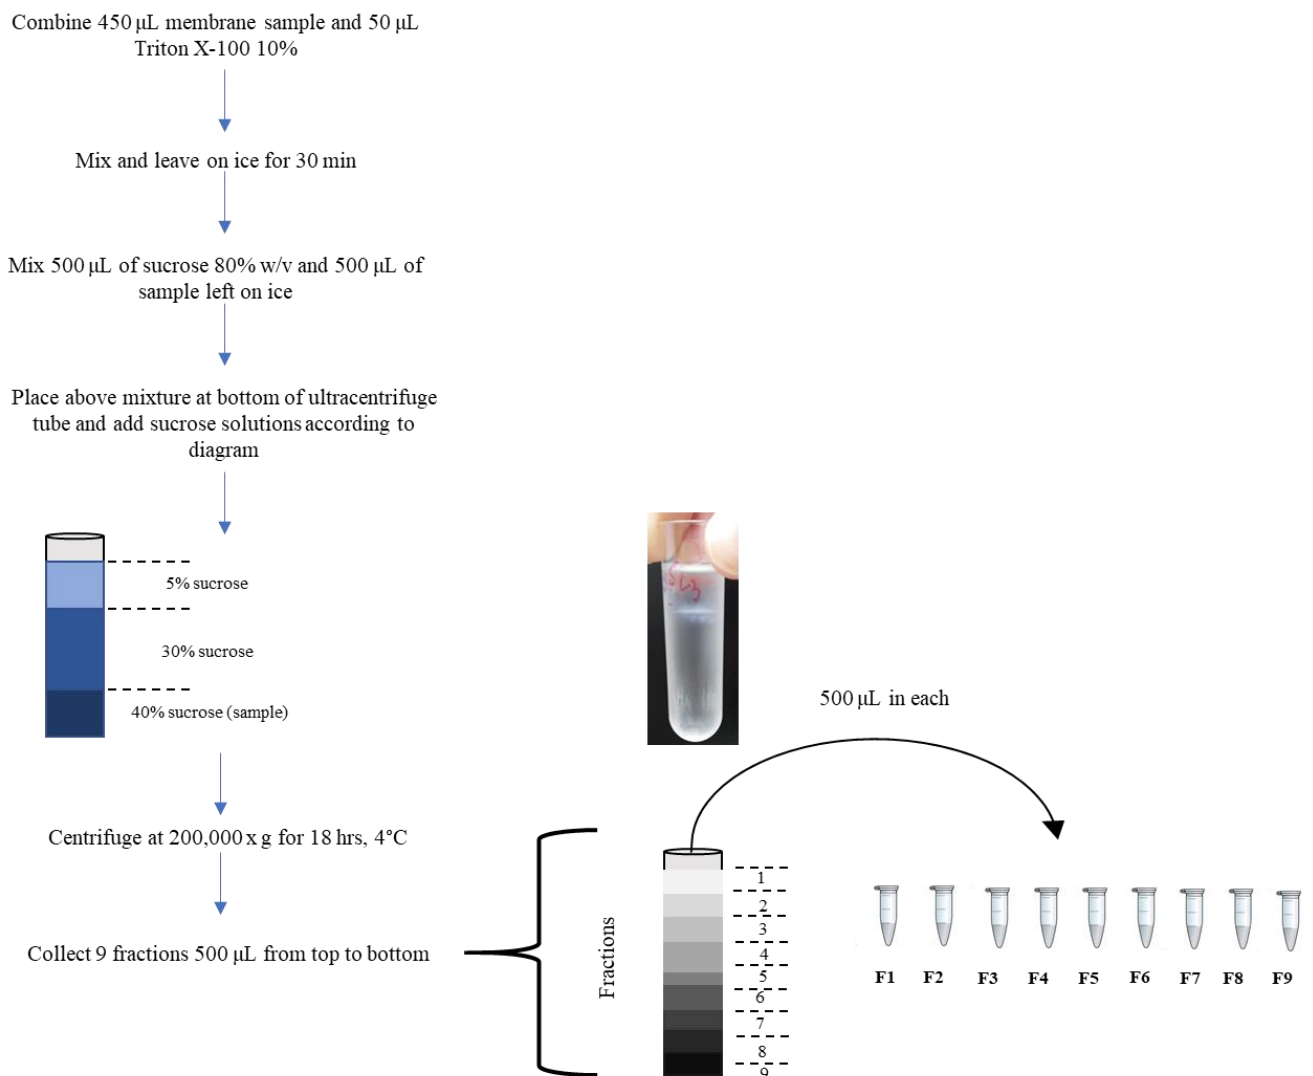 Combine 450 µL membrane sample and 50 µL
Triton X-100 10%
Mix and leave on ice for 30 min
Mix 500 µL of sucrose 80% w/v and 500 µL of
sample left on ice
Place above mixture at bottom of ultracentrifuge
tube and add sucrose solutions according to
diagram
5% sucrose
30% sucrose
40% sucrose (sample)
Centrifuge at 200,000 x g for 18 hrs, 4°C
Collect 9 fractions 500 µL from top to bottom
Fractions
500 µL in each
1
2
3
4
5
6
7
8
9
F1 F2 F3 F4 F5 F6 F7 F8 F9